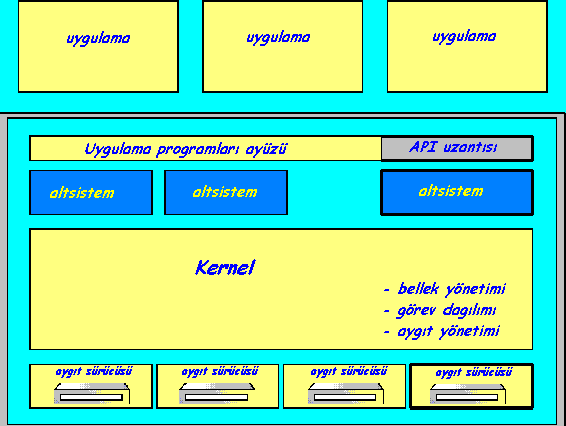 uygulama uygulama uygulama
Uygulama programları ayüzü API uzantısı
altsistem altsistem altsistem
Kernel
- bellek yönetimi
- görev dagılımı
- aygıt yönetimi
aygıt sürücüsü aygıt sürücüsü aygıt sürücüsü aygıt sürücüsü